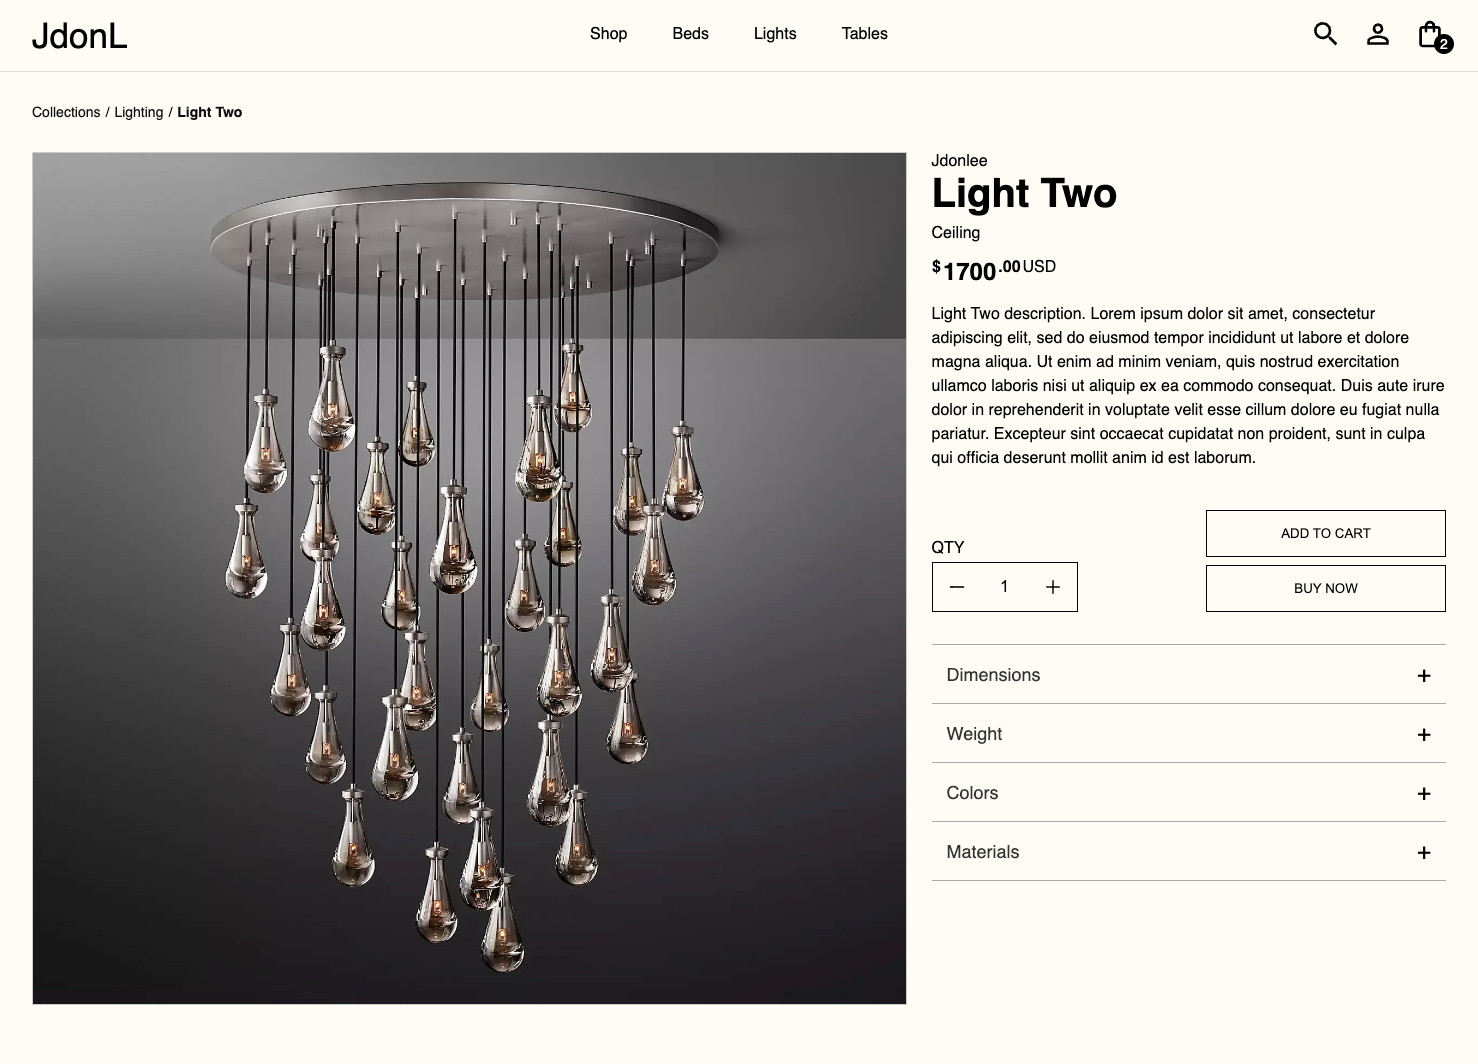 JdonL
Shop Beds Lights Tables
2
Collections / Lighting / Light Two
Jdonlee
Light Two
Ceiling
$1700.00USD
Light Two description. Lorem ipsum dolor sit amet, consectetur
adipiscing elit, sed do eiusmod tempor incididunt ut labore et dolore
magna aliqua. Ut enim ad minim veniam, quis nostrud exercitation
ullamco laboris nisi ut aliquip ex ea commodo consequat. Duis aute irure
dolor in reprehenderit in voluptate velit esse cillum dolore eu fugiat nulla
pariatur. Excepteur sint occaecat cupidatat non proident, sunt in culpa
qui officia deserunt mollit anim id est laborum.
QTY
1
ADD TO CART
BUY NOW
Dimensions
Weight
Colors
Materials